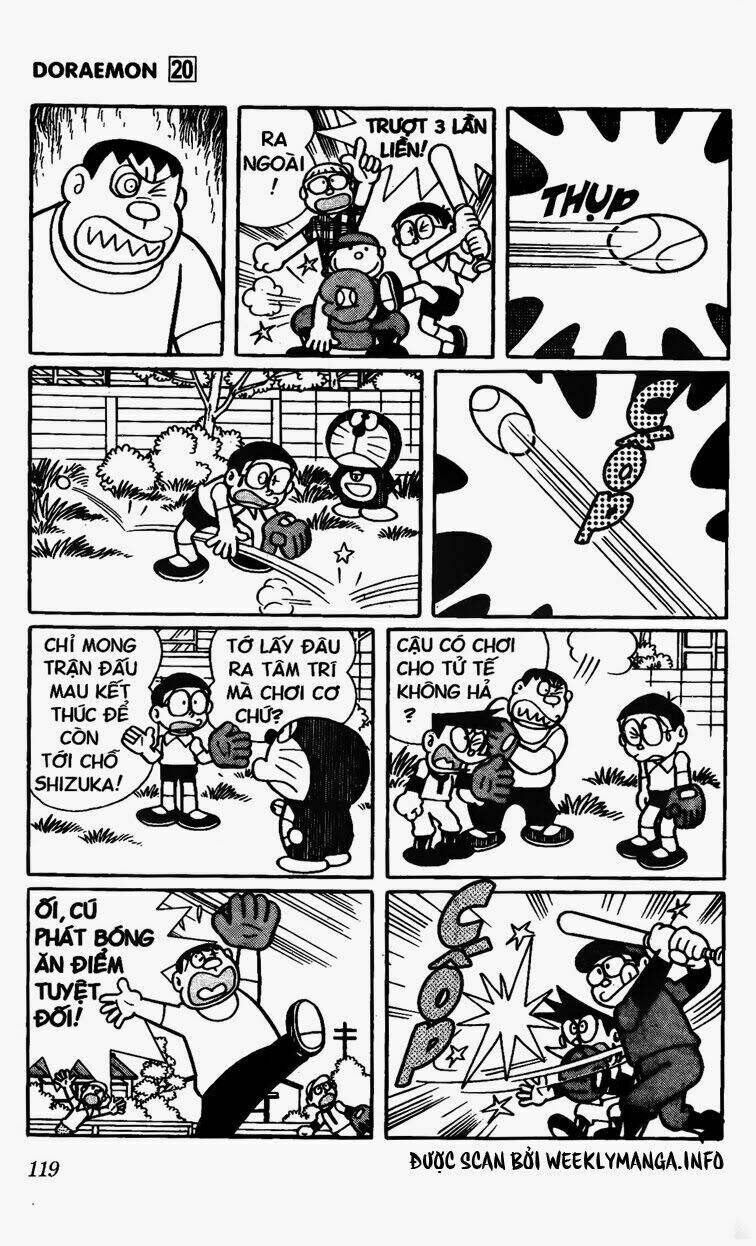 DORAEMON 20
THỤP
TRƯỢT 3 LẦN
LIỀN!
RA
NGOÀI
!
CỐP
CẬU CÓ CHƠI
CHO TỬ TẾ
KHÔNG HẢ
?
TỚ LẤY ĐÂU
RA TÂM TRÍ
MÀ CHƠI CƠ
CHỨ?
CHỈ MONG
TRẬN ĐẤU
MAU KẾT
THÚC ĐỂ
CÒN
TỚI CHỖ
SHIZUKA!
CỐP
ỐI, CÚ
PHÁT BÓNG
ĂN ĐIỂM
TUYỆT
ĐỐI!
119
ĐƯỢC SCAN BỞI WEEKLYMANGA.INFO